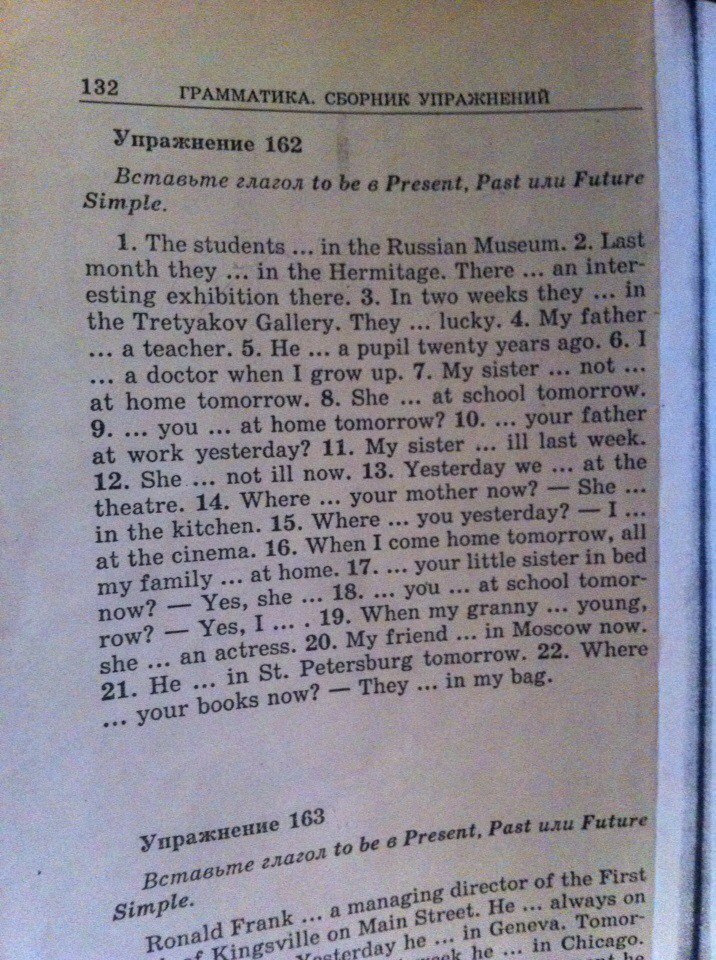 132 ГРАММАТИКА. СБОРНИК УПРАЖНЕНИЙ
Упражнение 162
Вставьте глагол to be в Present, Past или Future
Simple.
1. The students ... in the Russian Museum. 2. Last
month they ... in the Hermitage. There ... an inter-
esting exhibition there. 3. In two weeks they ... in
the Tretyakov Gallery. They ... lucky. 4. My father
... a teacher. 5. He ... a pupil twenty years ago. 6. I
... a doctor when I grow up. 7. My sister ... not ...
at home tomorrow. 8. She ... at school tomorrow.
9. ... you ... at home tomorrow? 10. ... your father
at work yesterday? 11. My sister ... ill last week.
12. She ... not ill now. 13. Yesterday we ... at the
theatre. 14. Where ... your mother now? — She ...
in the kitchen. 15. Where ... you yesterday? — I ...
at the cinema. 16. When I come home tomorrow, all
my family ... at home. 17. ... your little sister in bed
now? — Yes, she ... 18. ... you ... at school tomor-
row? — Yes, I ... . 19. When my granny ... young,
she ... an actress. 20. My friend ... in Moscow now.
21. He ... in St. Petersburg tomorrow. 22. Where
... your books now? — They ... in my bag.
Упражнение 163
Вставьте глагол to be в Present, Past или Future
Simple.
Ronald Frank ... a managing director of the First
of Kingsville on Main Street. He ... always on
Yesterday he ... in Geneva. Tomor-
he ... in Chicago.
he